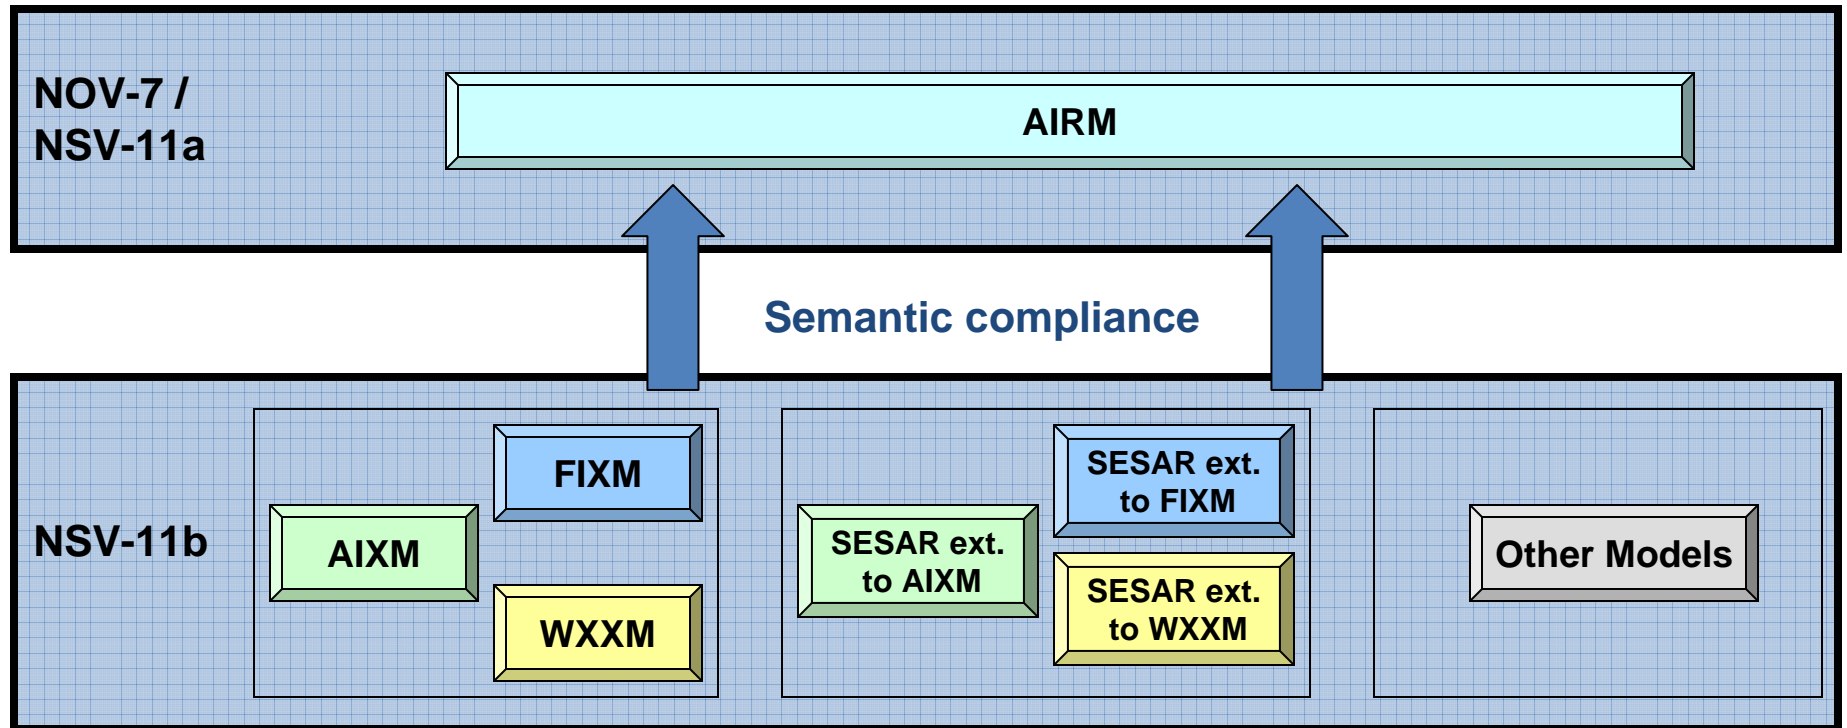 NOV-7 /
NSV-11a
AIRM
Semantic compliance
NSV-11b
AIXM
FIXM
WXXM
SESAR ext.
to AIXM
SESAR ext.
to FIXM
SESAR ext.
to WXXM
Other Models